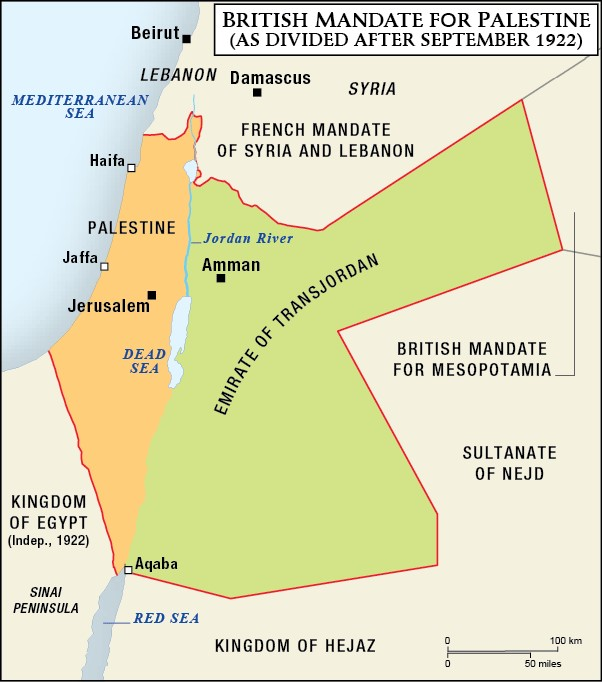 BRITISH MANDATE FOR PALESTINE
(AS DIVIDED AFTER SEPTEMBER 1922)
Beirut
LEBANON
Damascus
SYRIA
MEDITERRANEAN
SEA
FRENCH MANDATE
OF SYRIA AND LEBANON
Haifa
PALESTINE
Jordan River
Jaffa
Amman
Jerusalem
EMIRATE OF TRANSJORDAN
DEAD
SEA
BRITISH MANDATE
FOR MESOPOTAMIA
SULTANATE
OF NEJD
KINGDOM
OF EGYPT
(Indep., 1922)
Aqaba
SINAI
PENINSULA
RED SEA
KINGDOM OF HEJAZ
0 100 km
0 50 miles